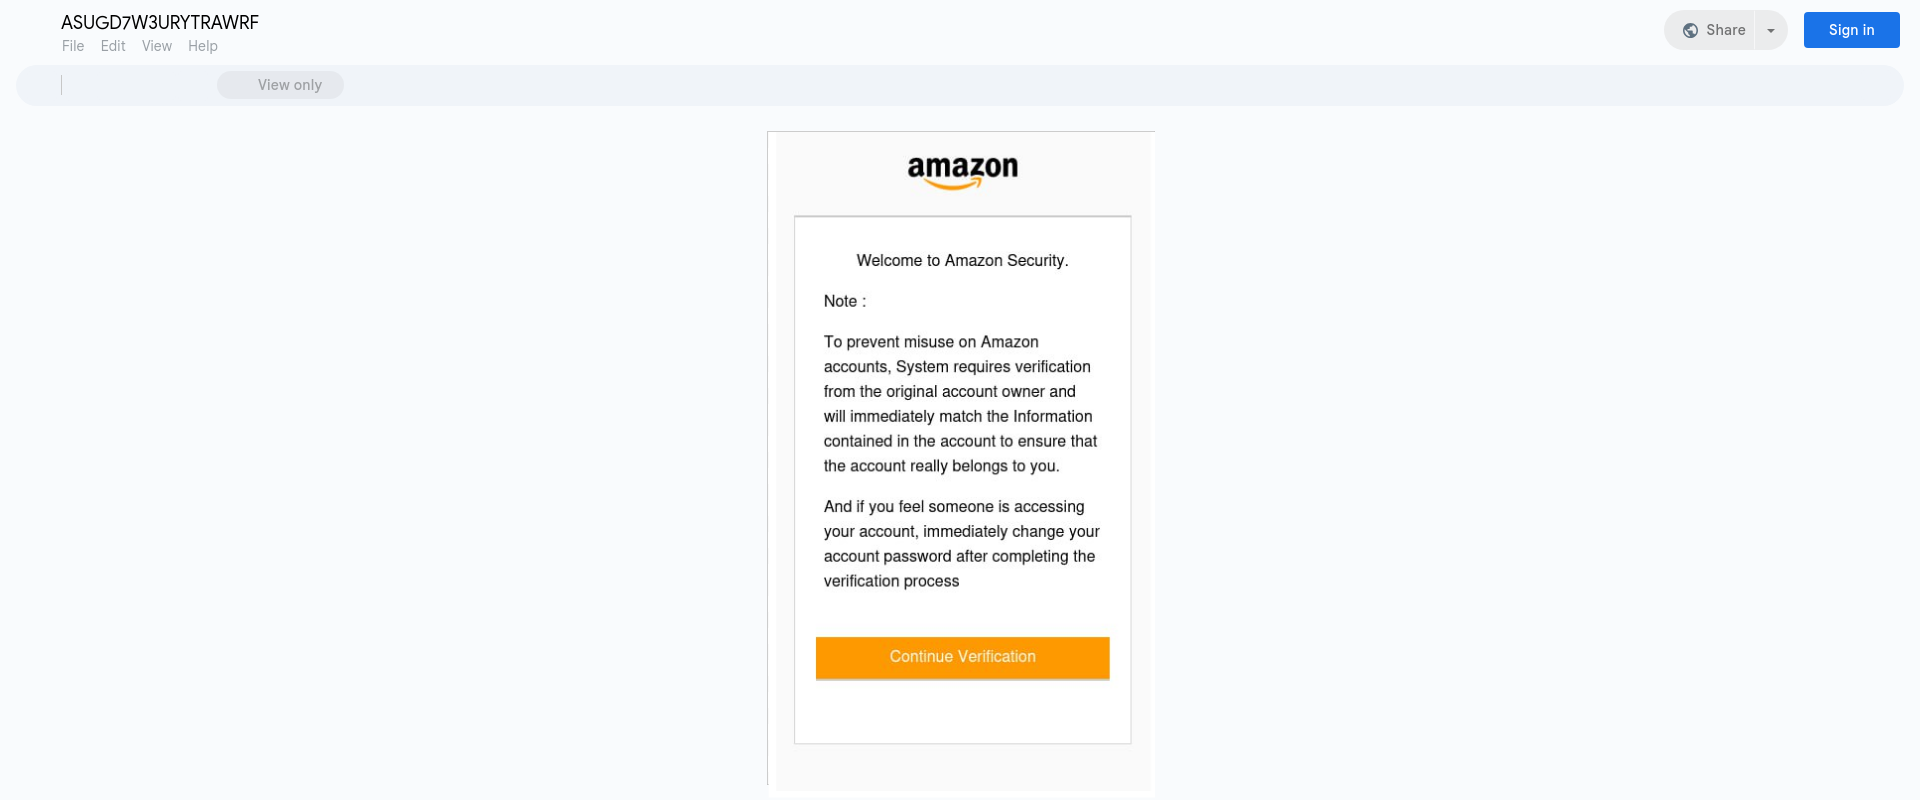 ASUGD7W3URYTRAWRF
File Edit View Help
Share
Sign in
View only
amazon
Welcome to Amazon Security.
Note :
To prevent misuse on Amazon
accounts, System requires verification
from the original account owner and
will immediately match the Information
contained in the account to ensure that
the account really belongs to you.
And if you feel someone is accessing
your account, immediately change your
account password after completing the
verification process
Continue Verification